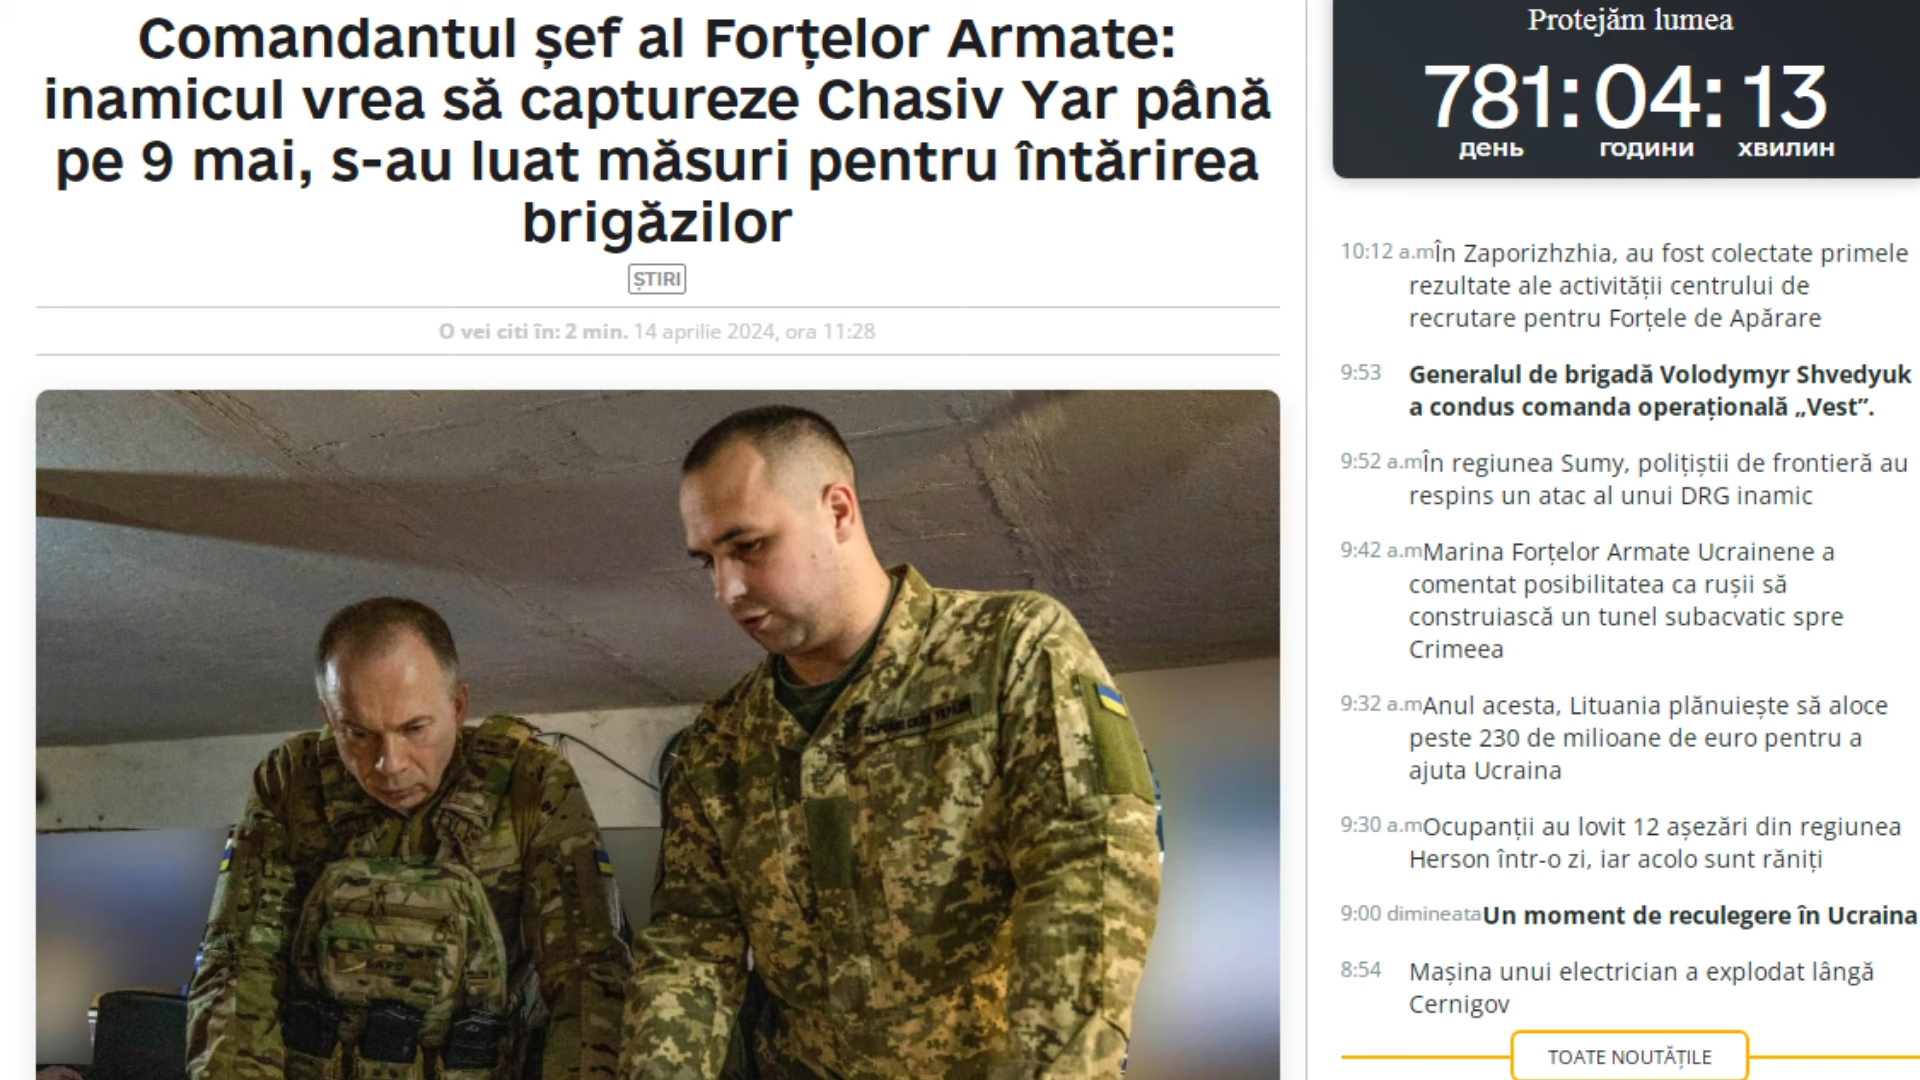 Comandantul șef al Forțelor Armate:
inamicul vrea să captureze Chasiv Yar până
pe 9 mai, s-au luat măsuri pentru întărirea
brigăzilor
ȘTIRI
O vei citi în: 2 min. 14 aprilie 2024, ora 11:28
Protejăm lumea
781: 04: 13
день години хвилин
10:12 a.mÎn Zaporizhzhia, au fost colectate primele
rezultate ale activității centrului de
recrutare pentru Forțele de Apărare
9:53 Generalul de brigadă Volodymyr Shvedyuk
a condus comanda operațională „Vest”.
9:52 a.mÎn regiunea Sumy, polițiștii de frontieră au
respins un atac al unui DRG inamic
9:42 a.mMarina Forțelor Armate Ucrainene a
comentat posibilitatea ca rușii să
construiască un tunel subacvatic spre
Crimeea
9:32 a.mAnul acesta, Lituania plănuiește să aloce
peste 230 de milioane de euro pentru a
ajuta Ucraina
9:30 a.mOcupanții au lovit 12 așezări din regiunea
Herson într-o zi, iar acolo sunt răniți
9:00 dimineataUn moment de reculegere în Ucraina
8:54 Mașina unui electrician a explodat lângă
Cernigov
TOATE NOUTĂȚILE